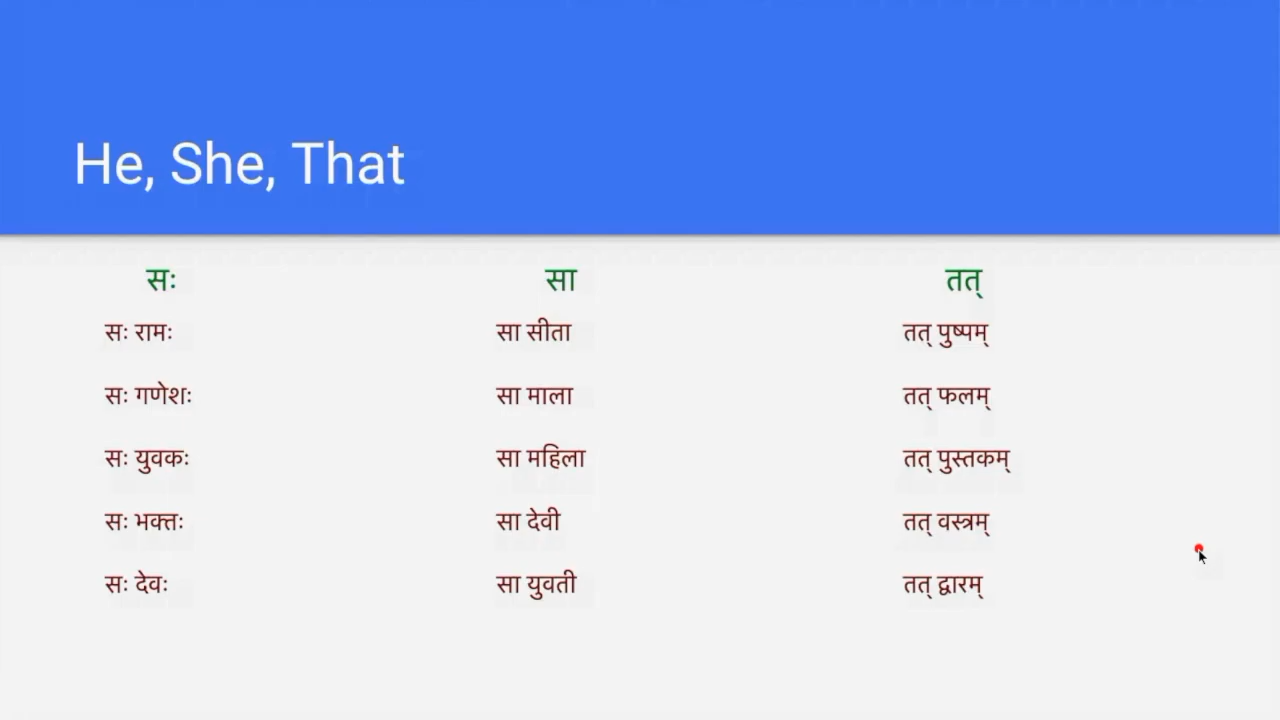 He, She, That
सः सा तत्
सः रामः सा सीता तत् पुष्पम्
सः गणेशः सा माला तत् फलम्
सः युवकः सा महिला तत् पुस्तकम्
सः भक्तः सा देवी तत् वस्त्रम्
सः देवः सा युवती तत् द्वारम्